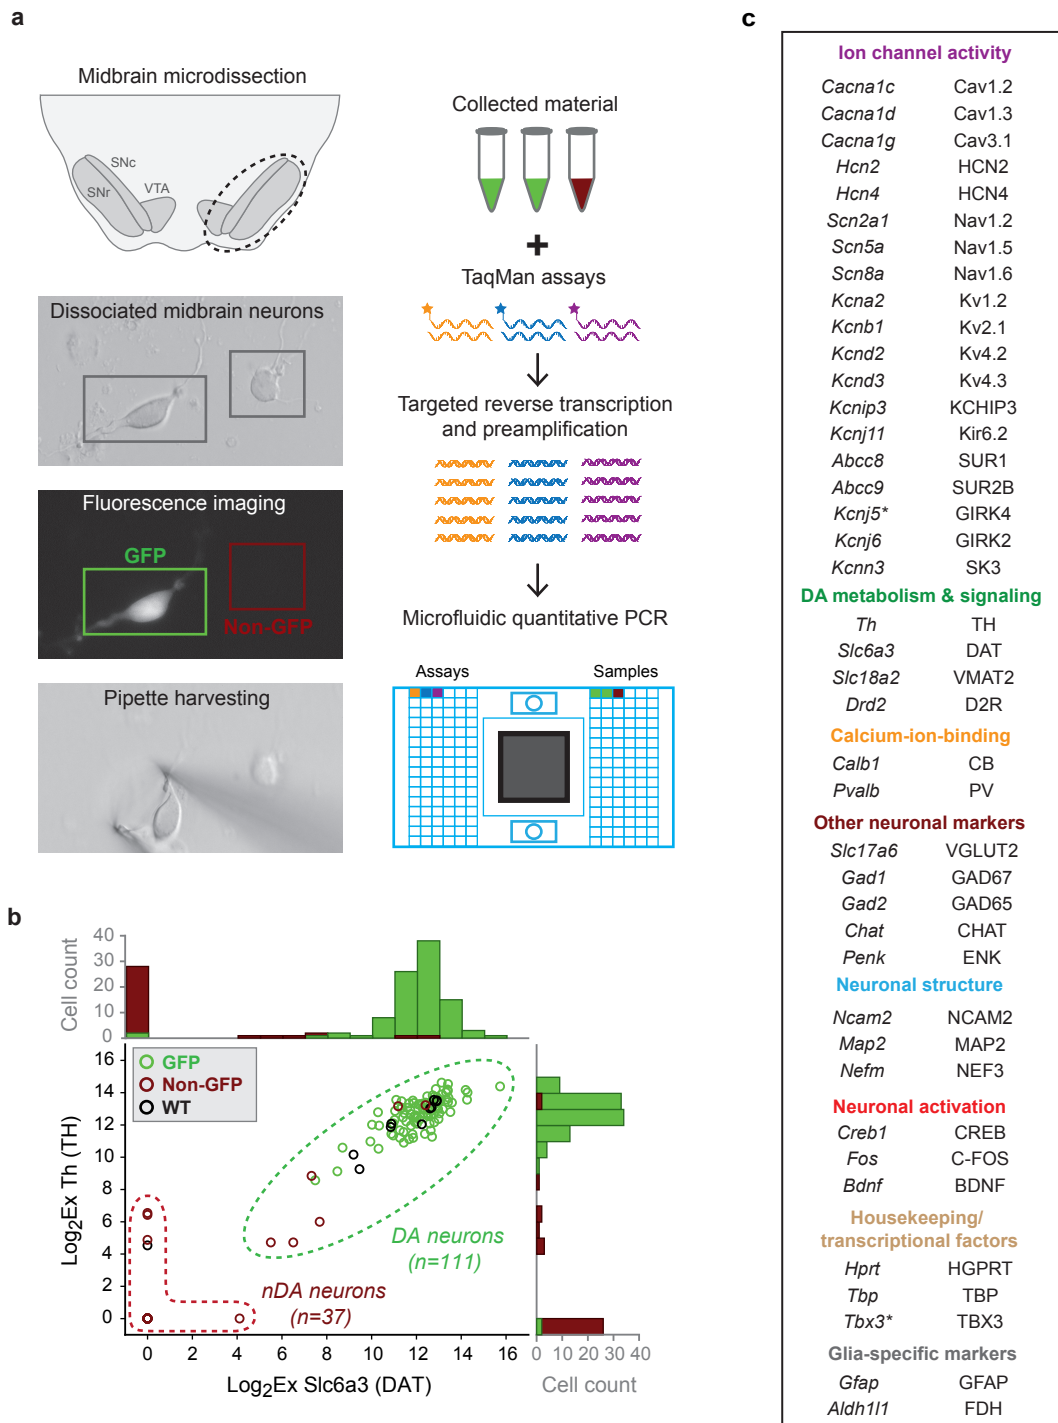 a
Midbrain microdissection
SNc
SNr
VTA
Dissociated midbrain neurons
Fluorescence imaging
GFP
Non-GFP
Pipette harvesting
Collected material
+
TaqMan assays
Targeted reverse transcription
and preamplification
Microfluidic quantitative PCR
Assays
Samples
b
Cell count
40
30
20
10
0
GFP
Non-GFP
WT
Log2Ex Th (TH)
16
14
12
10
8
6
4
2
0
DA neurons
(n=111)
nDA neurons
(n=37)
0 2 4 6 8 10 12 14 16
Log2Ex Slc6a3 (DAT)
0 10 20 30 40
Cell count
c
Ion channel activity
Cacna1c Cav1.2
Cacna1d Cav1.3
Cacna1g Cav3.1
Hcn2 HCN2
Hcn4 HCN4
Scn2a1 Nav1.2
Scn5a Nav1.5
Scn8a Nav1.6
Kcna2 Kv1.2
Kcnb1 Kv2.1
Kcnd2 Kv4.2
Kcnd3 Kv4.3
Kcnip3 KCHIP3
Kcnj11 Kir6.2
Abcc8 SUR1
Abcc9 SUR2B
Kcnj5* GIRK4
Kcnj6 GIRK2
Kcnn3 SK3
DA metabolism & signaling
Th TH
Slc6a3 DAT
Slc18a2 VMAT2
Drd2 D2R
Calcium-ion-binding
Calb1 CB
Pvalb PV
Other neuronal markers
Slc17a6 VGLUT2
Gad1 GAD67
Gad2 GAD65
Chat CHAT
Penk ENK
Neuronal structure
Ncam2 NCAM2
Map2 MAP2
Nefm NEF3
Neuronal activation
Creb1 CREB
Fos C-FOS
Bdnf BDNF
Housekeeping/
transcriptional factors
Hprt HGPRT
Tbp TBP
Tbx3* TBX3
Glia-specific markers
Gfap GFAP
Aldh1l1 FDH